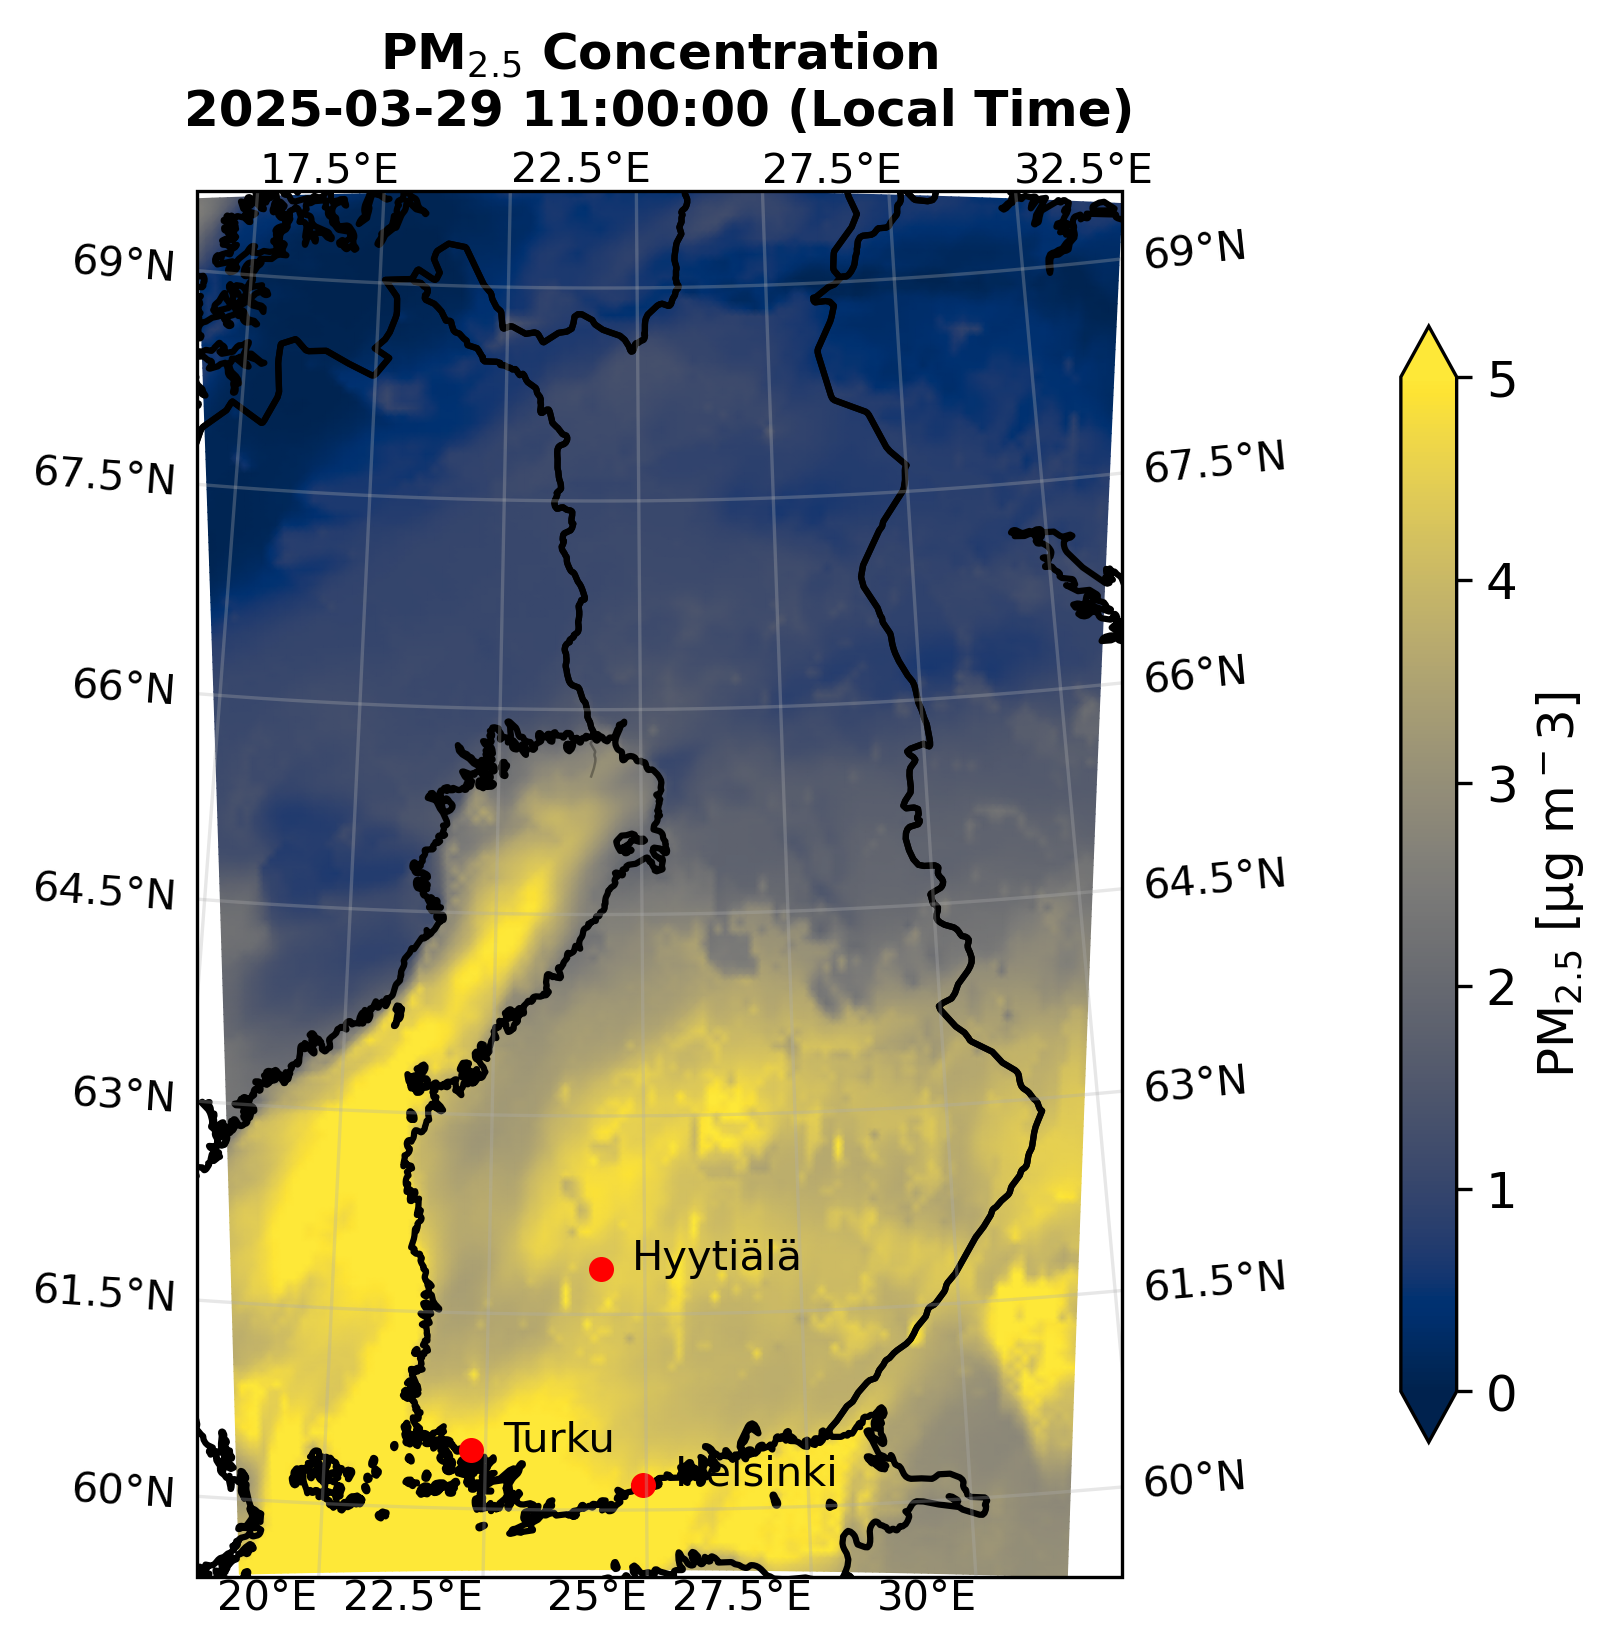 PM₂.₅ Concentration
2025-03-29 11:00:00 (Local Time)
17.5°E 22.5°E 27.5°E 32.5°E
69°N 69°N
67.5°N 67.5°N
66°N 66°N
64.5°N 64.5°N
63°N 63°N
61.5°N 61.5°N
60°N 60°N
Hyytiälä
Turku
Helsinki
20°E 22.5°E 25°E 27.5°E 30°E
5
4
3
2
1
0
PM₂.₅ [µg m⁻ 3]